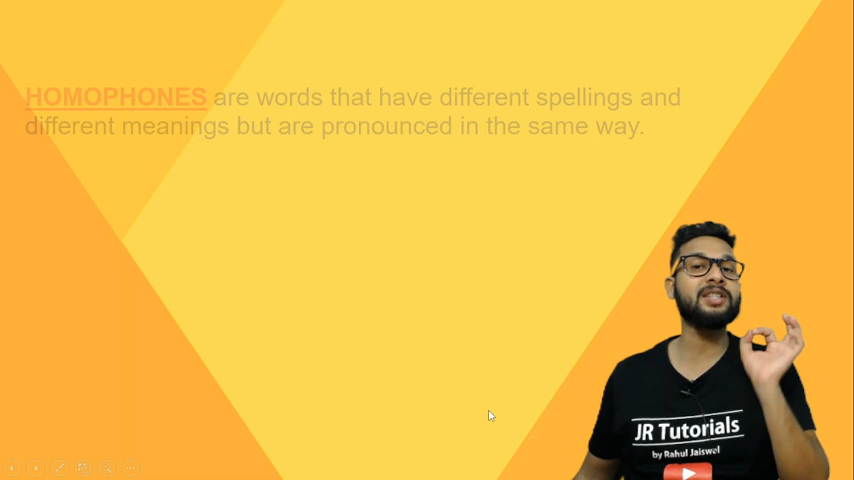 HOMOPHONES are words that have different spellings and
different meanings but are pronounced in the same way.
JR Tutorials
by Rahul Jaiswel